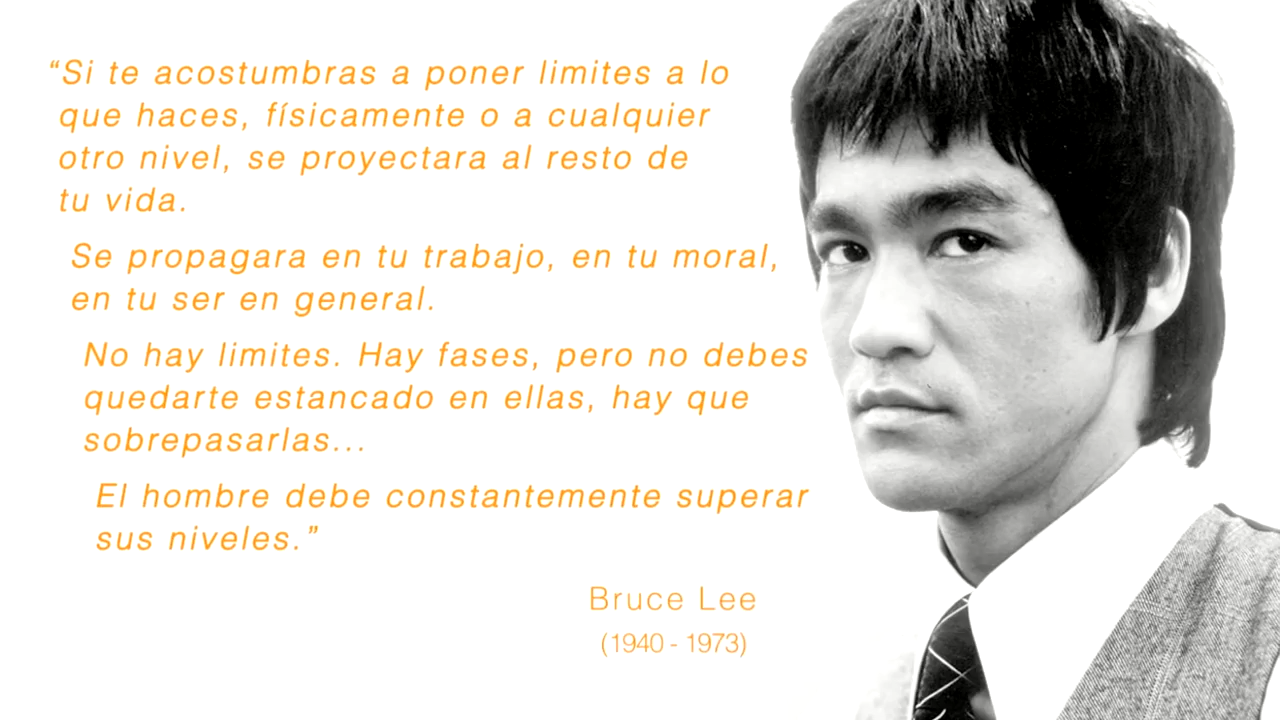 “Si te acostumbras a poner limites a lo
que haces, físicamente o a cualquier
otro nivel, se proyectara al resto de
tu vida.
Se propagara en tu trabajo, en tu moral,
en tu ser en general.
No hay limites. Hay fases, pero no debes
quedarte estancado en ellas, hay que
sobrepasarlas...
El hombre debe constantemente superar
sus niveles.”
Bruce Lee
(1940 - 1973)